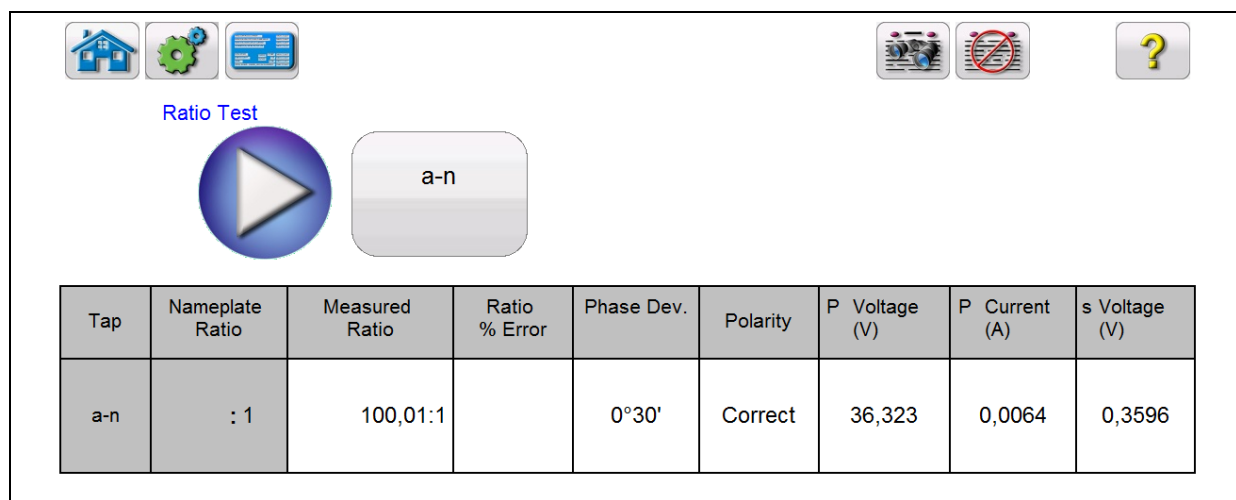 ?
Ratio Test
a-n
Tap
Nameplate
Ratio
Measured
Ratio
Ratio
% Error
Phase Dev.
Polarity
P Voltage
(V)
P Current
(A)
s Voltage
(V)
a-n
: 1
100,01:1
0°30'
Correct
36,323
0,0064
0,3596